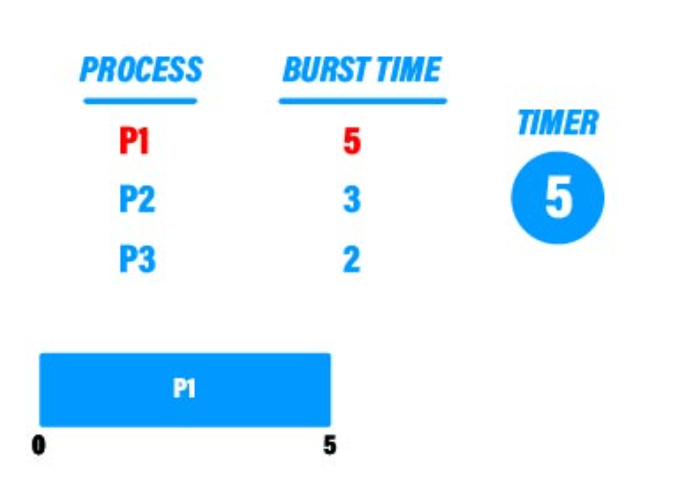 PROCESS BURST TIME
TIMER
P1 5
5
P2 3
P3 2
P1
0 5